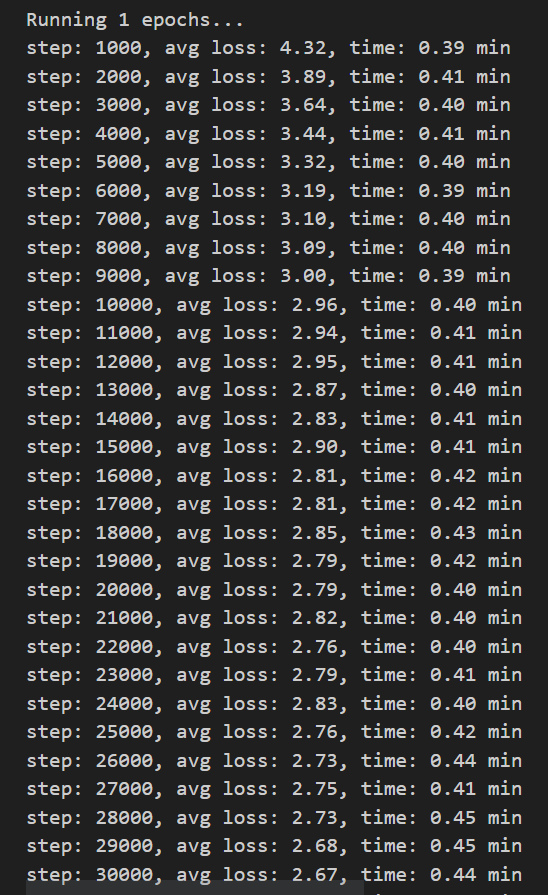 Running 1 epochs...
step: 1000, avg loss: 4.32, time: 0.39 min
step: 2000, avg loss: 3.89, time: 0.41 min
step: 3000, avg loss: 3.64, time: 0.40 min
step: 4000, avg loss: 3.44, time: 0.41 min
step: 5000, avg loss: 3.32, time: 0.40 min
step: 6000, avg loss: 3.19, time: 0.39 min
step: 7000, avg loss: 3.10, time: 0.40 min
step: 8000, avg loss: 3.09, time: 0.40 min
step: 9000, avg loss: 3.00, time: 0.39 min
step: 10000, avg loss: 2.96, time: 0.40 min
step: 11000, avg loss: 2.94, time: 0.41 min
step: 12000, avg loss: 2.95, time: 0.41 min
step: 13000, avg loss: 2.87, time: 0.40 min
step: 14000, avg loss: 2.83, time: 0.41 min
step: 15000, avg loss: 2.90, time: 0.41 min
step: 16000, avg loss: 2.81, time: 0.42 min
step: 17000, avg loss: 2.81, time: 0.42 min
step: 18000, avg loss: 2.85, time: 0.43 min
step: 19000, avg loss: 2.79, time: 0.42 min
step: 20000, avg loss: 2.79, time: 0.40 min
step: 21000, avg loss: 2.82, time: 0.40 min
step: 22000, avg loss: 2.76, time: 0.40 min
step: 23000, avg loss: 2.79, time: 0.41 min
step: 24000, avg loss: 2.83, time: 0.40 min
step: 25000, avg loss: 2.76, time: 0.42 min
step: 26000, avg loss: 2.73, time: 0.44 min
step: 27000, avg loss: 2.75, time: 0.41 min
step: 28000, avg loss: 2.73, time: 0.45 min
step: 29000, avg loss: 2.68, time: 0.45 min
step: 30000, avg loss: 2.67, time: 0.44 min